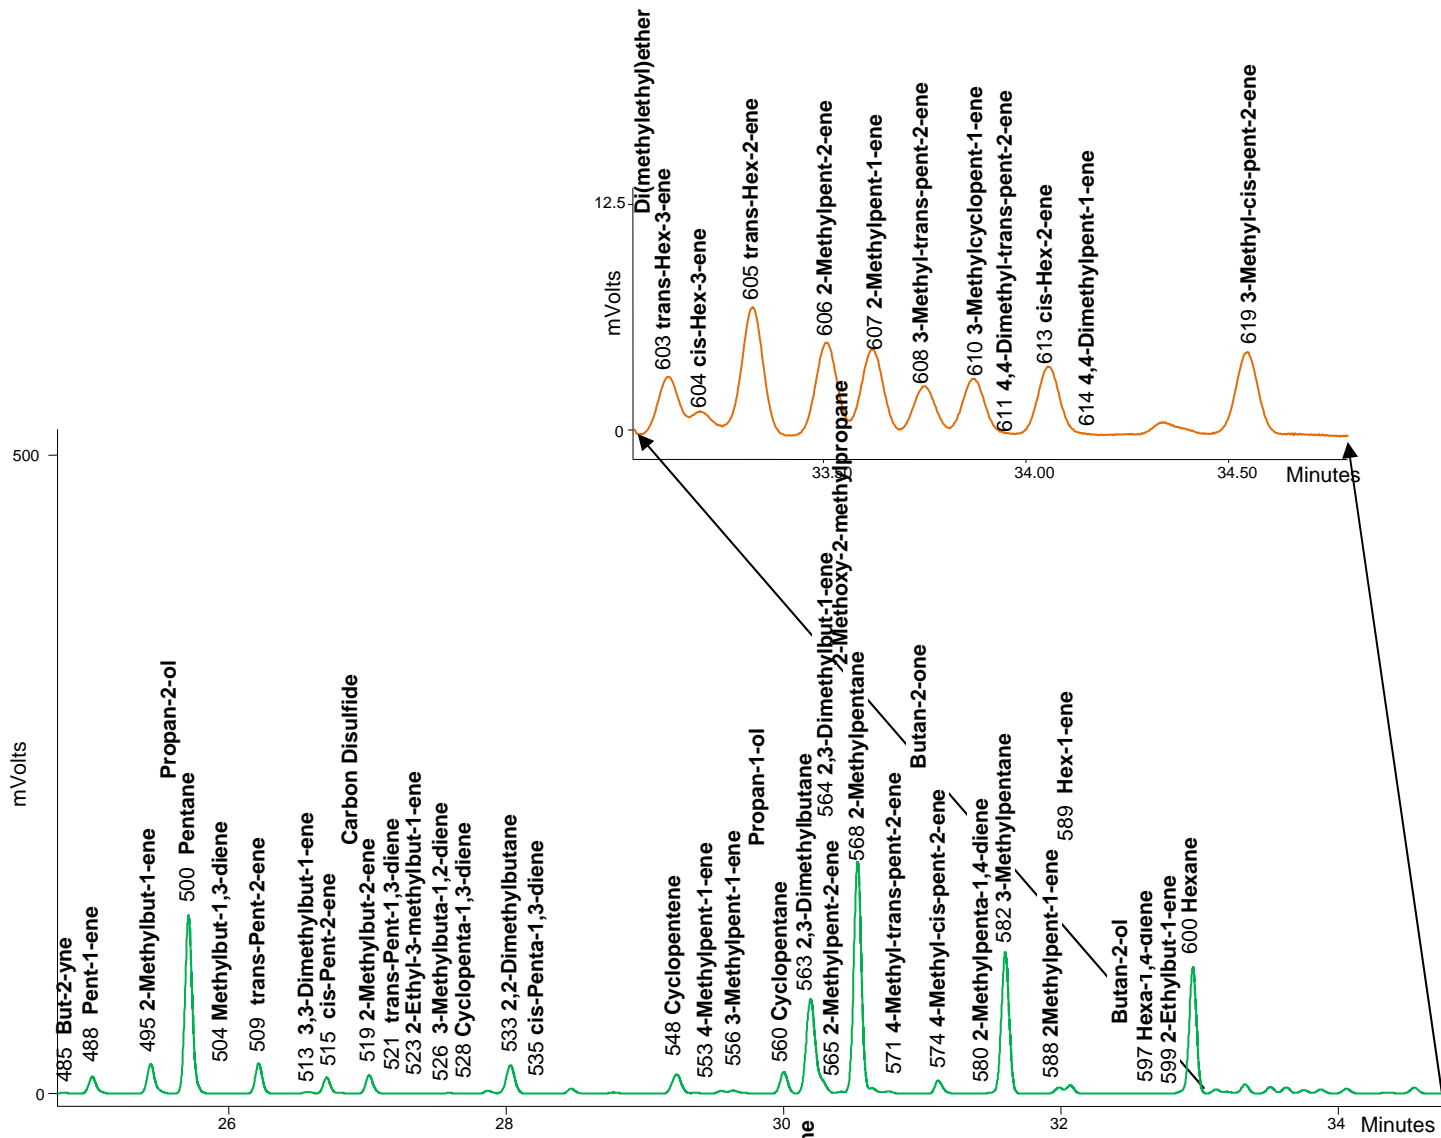 Di(methylethyl)ether
603 trans-Hex-3-ene
604 cis-Hex-3-ene
605 trans-Hex-2-ene
606 2-Methylpent-2-ene
607 2-Methylpent-1-ene
608 3-Methyl-trans-pent-2-ene
610 3-Methylcyclopent-1-ene
611 4,4-Dimethyl-trans-pent-2-ene
613 cis-Hex-2-ene
614 4,4-Dimethylpent-1-ene
619 3-Methyl-cis-pent-2-ene
12.5
mVolts
0
33.50
34.00
34.50
Minutes
500
mVolts
0
485 But-2-yne
488 Pent-1-ene
495 2-Methylbut-1-ene
Propan-2-ol
500 Pentane
504 Methylbut-1,3-diene
509 trans-Pent-2-ene
513 3,3-Dimethylbut-1-ene
515 cis-Pent-2-ene
Carbon Disulfide
519 2-Methylbut-2-ene
521 trans-Pent-1,3-diene
523 2-Ethyl-3-methylbut-1-ene
526 3-Methylbuta-1,2-diene
528 Cyclopenta-1,3-diene
533 2,2-Dimethylbutane
535 cis-Penta-1,3-diene
548 Cyclopentene
553 4-Methylpent-1-ene
556 3-Methylpent-1-ene
Propan-1-ol
560 Cyclopentane
563 2,3-Dimethylbutane
564 2,3-Dimethylbut-1-ene
565 2-Methylpent-2-ene
2-Methoxy-2-methylpropane
568 2-Methylpentane
571 4-Methyl-trans-pent-2-ene
Butan-2-one
574 4-Methyl-cis-pent-2-ene
580 2-Methylpenta-1,4-diene
582 3-Methylpentane
588 2Methylpent-1-ene
589 Hex-1-ene
Butan-2-ol
597 Hexa-1,4-diene
599 2-Ethylbut-1-ene
600 Hexane
26
28
30
32
34
Minutes
ne